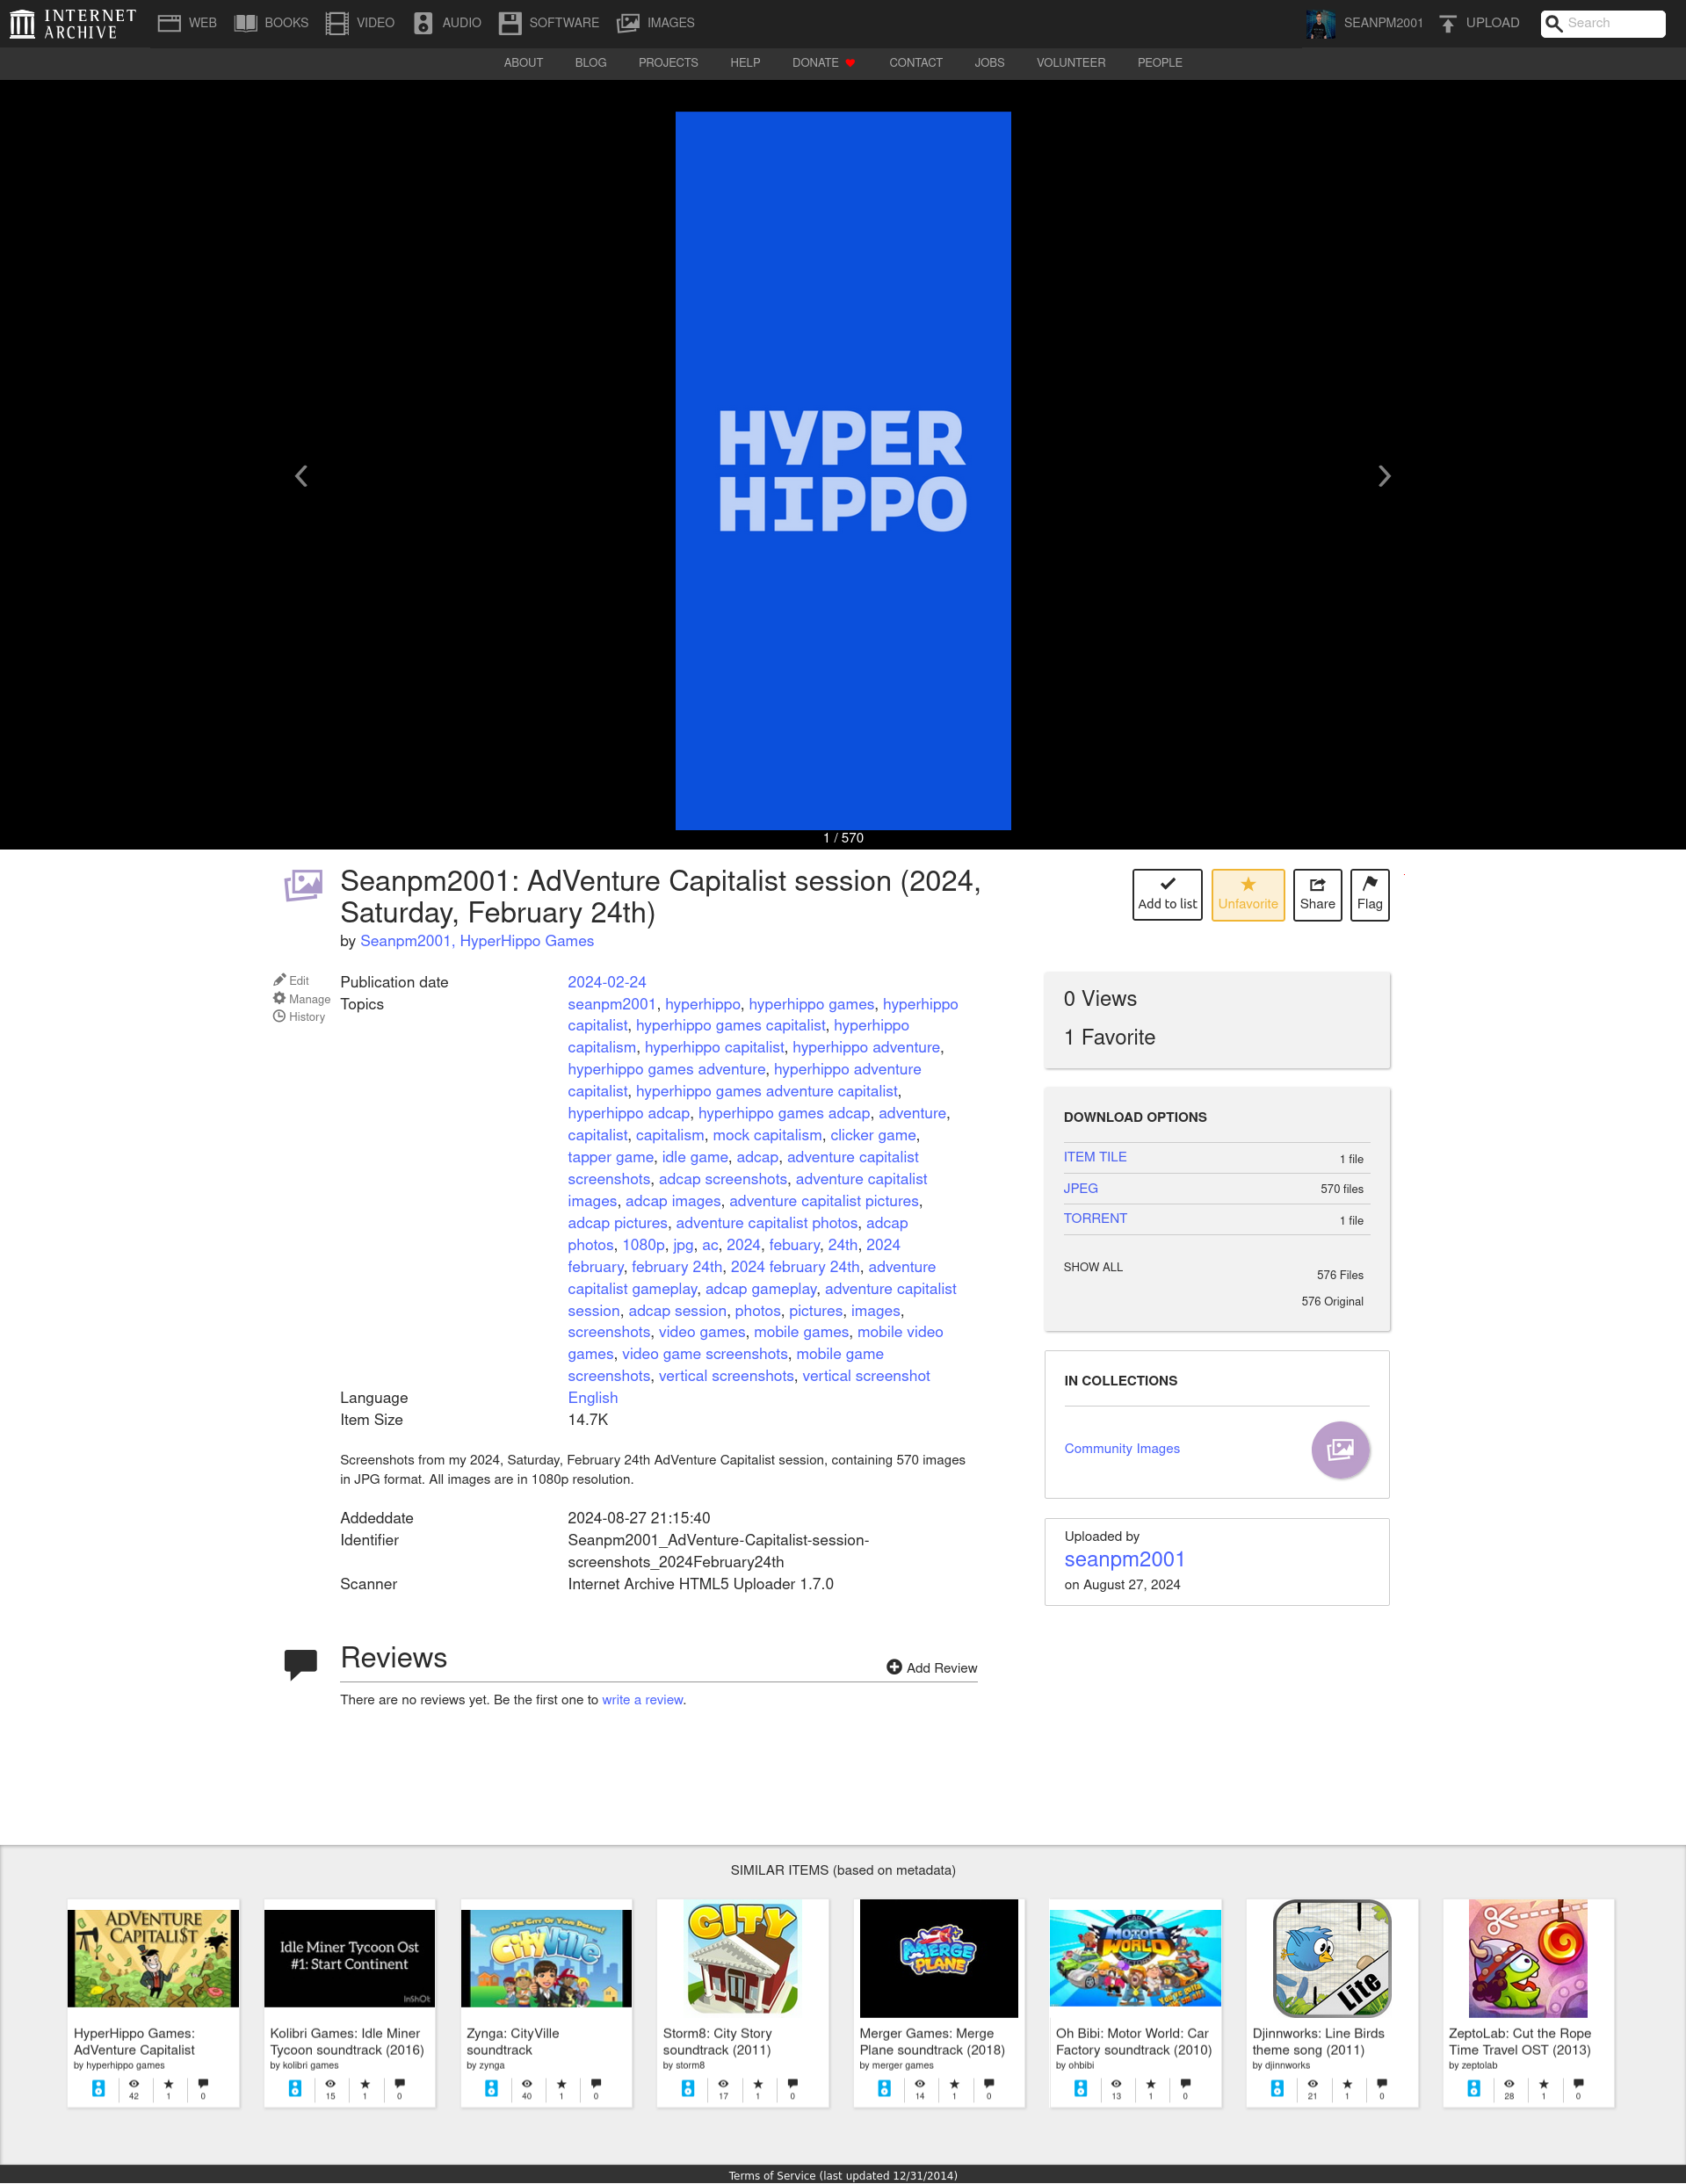 INTERNET ARCHIVE
WEB BOOKS VIDEO AUDIO SOFTWARE IMAGES SEANPM2001 UPLOAD Search
ABOUT BLOG PROJECTS HELP DONATE CONTACT JOBS VOLUNTEER PEOPLE
HYPER
HIPPO
1 / 570
Seanpm2001: AdVenture Capitalist session (2024,
Saturday, February 24th)
by Seanpm2001, HyperHippo Games
Add to list
Unfavorite
Share
Flag
Edit
Manage
History
Publication date 2024-02-24
Topics seanpm2001, hyperhippo, hyperhippo games, hyperhippo
capitalist, hyperhippo games capitalist, hyperhippo
capitalism, hyperhippo capitalist, hyperhippo adventure,
hyperhippo games adventure, hyperhippo adventure
capitalist, hyperhippo games adventure capitalist,
hyperhippo adcap, hyperhippo games adcap, adventure,
capitalist, capitalism, mock capitalism, clicker game,
tapper game, idle game, adcap, adventure capitalist
screenshots, adcap screenshots, adventure capitalist
images, adcap images, adventure capitalist pictures,
adcap pictures, adventure capitalist photos, adcap
photos, 1080p, jpg, ac, 2024, febuary, 24th, 2024
february, february 24th, 2024 february 24th, adventure
capitalist gameplay, adcap gameplay, adventure capitalist
session, adcap session, photos, pictures, images,
screenshots, video games, mobile games, mobile video
games, video game screenshots, mobile game
screenshots, vertical screenshots, vertical screenshot
Language English
Item Size 14.7K
Screenshots from my 2024, Saturday, February 24th AdVenture Capitalist session, containing 570 images
in JPG format. All images are in 1080p resolution.
Addeddate 2024-08-27 21:15:40
Identifier Seanpm2001_AdVenture-Capitalist-session-
screenshots_2024February24th
Scanner Internet Archive HTML5 Uploader 1.7.0
0 Views
1 Favorite
DOWNLOAD OPTIONS
ITEM TILE 1 file
JPEG 570 files
TORRENT 1 file
SHOW ALL 576 Files
576 Original
IN COLLECTIONS
Community Images
Uploaded by
seanpm2001
on August 27, 2024
Reviews
Add Review
There are no reviews yet. Be the first one to write a review.
SIMILAR ITEMS (based on metadata)
ADVENTURE
CAPITALI$T
HyperHippo Games:
AdVenture Capitalist
by hyperhippo games
42 1 0
Idle Miner Tycoon Ost
#1: Start Continent
InShOt
Kolibri Games: Idle Miner
Tycoon soundtrack (2016)
by kolibri games
15 1 0
BUILD THE CITY OF YOUR DREAMS!
CityVille
Zynga: CityVille
soundtrack
by zynga
40 1 0
CITY
Storm8: City Story
soundtrack (2011)
by storm8
17 1 0
MERGE
PLANE
Merger Games: Merge
Plane soundtrack (2018)
by merger games
14 1 0
MOTOR
WORLD
Oh Bibi: Motor World: Car
Factory soundtrack (2010)
by ohbibi
13 1 0
Lite
Djinnworks: Line Birds
theme song (2011)
by djinnworks
21 1 0
ZeptoLab: Cut the Rope
Time Travel OST (2013)
by zeptolab
28 1 0
Terms of Service (last updated 12/31/2014)